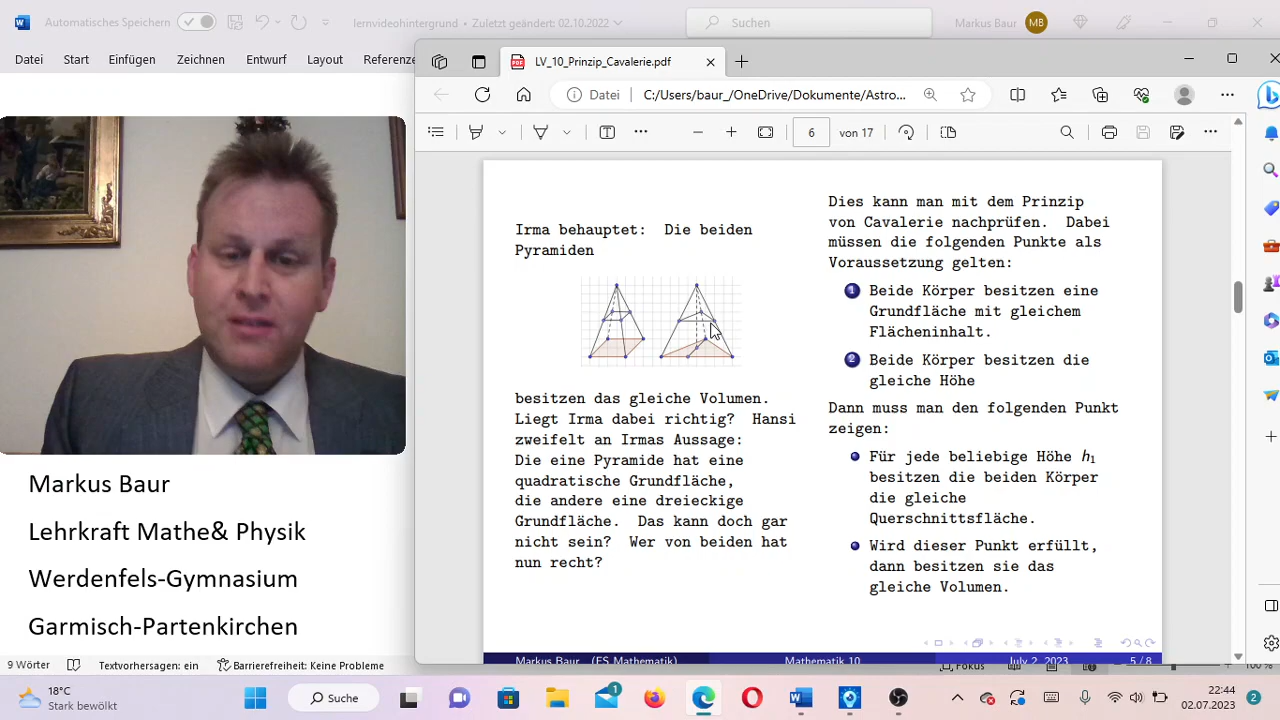 Automatisches Speichern
lernvideohintergrund • Zuletzt geändert: 02.10.2022
Suchen
Markus Baur
MB
Datei Start Einfügen Zeichnen Entwurf Layout Referenze
LV_10_Prinzip_Cavalerie.pdf
Datei
C:/Users/baur_/OneDrive/Dokumente/Astro...
6 von 17
Irma behauptet: Die beiden
Pyramiden
besitzen das gleiche Volumen.
Liegt Irma dabei richtig? Hansi
zweifelt an Irmas Aussage:
Die eine Pyramide hat eine
quadratische Grundfläche,
die andere eine dreieckige
Grundfläche. Das kann doch gar
nicht sein? Wer von beiden hat
nun recht?
Dies kann man mit dem Prinzip
von Cavalerie nachprüfen. Dabei
müssen die folgenden Punkte als
Voraussetzung gelten:
1 Beide Körper besitzen eine
Grundfläche mit gleichem
Flächeninhalt.
2 Beide Körper besitzen die
gleiche Höhe
Dann muss man den folgenden Punkt
zeigen:
Für jede beliebige Höhe h₁
besitzen die beiden Körper
die gleiche
Querschnittsfläche.
Wird dieser Punkt erfüllt,
dann besitzen sie das
gleiche Volumen.
Markus Baur (FS Mathematik)
Mathematik 10
July 2, 2023
5 / 8
Markus Baur
Lehrkraft Mathe& Physik
Werdenfels-Gymnasium
Garmisch-Partenkirchen
9 Wörter
Textvorhersagen: ein
Barrierefreiheit: Keine Probleme
Fokus
100 %
18°C
Stark bewölkt
Suche
1
22:44
02.07.2023
2